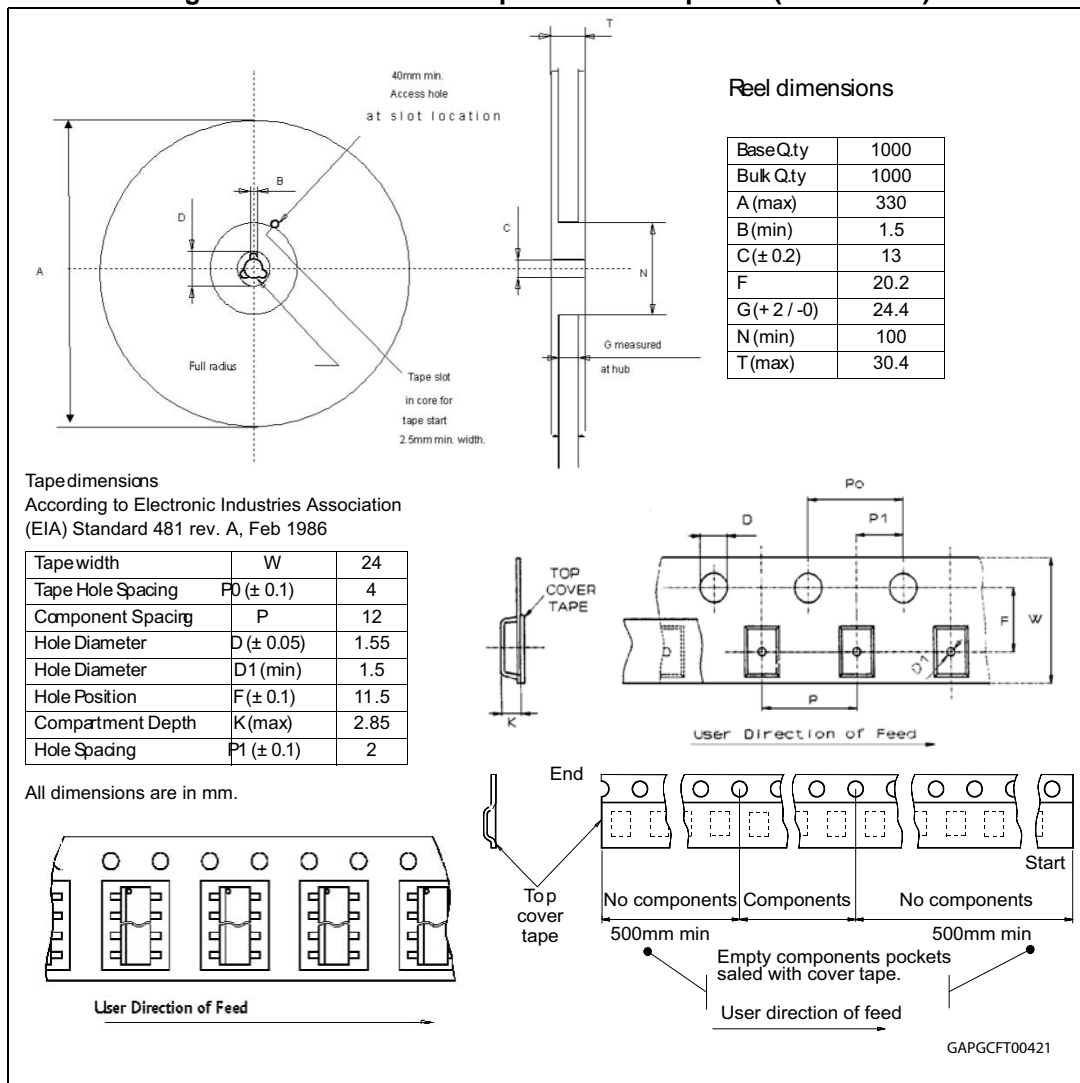 T
40mm min.
Access hole
at slot location
B
D
C
A
N
Full radius
G measured
at hub
Tape slot
in core for
tape start
2.5mm min. width.
Reel dimensions
Base Q.ty 1000
Bulk Q.ty 1000
A (max) 330
B (min) 1.5
C (± 0.2) 13
F 20.2
G (+ 2 / -0) 24.4
N (min) 100
T (max) 30.4
Tape dimensions
According to Electronic Industries Association
(EIA) Standard 481 rev. A, Feb 1986
Tape width W 24
Tape Hole Spacing P0 (± 0.1) 4
Component Spacing P 12
Hole Diameter D (± 0.05) 1.55
Hole Diameter D1 (min) 1.5
Hole Position F (± 0.1) 11.5
Compartment Depth K (max) 2.85
Hole Spacing P1 (± 0.1) 2
All dimensions are in mm.
Po
D
P1
TOP
COVER
TAPE
F
W
D1
K
P
User Direction of Feed
End
Start
Top
cover
tape
No components Components No components
500mm min 500mm min
Empty components pockets
saled with cover tape.
User direction of feed
User Direction of Feed
GAPGCFT00421